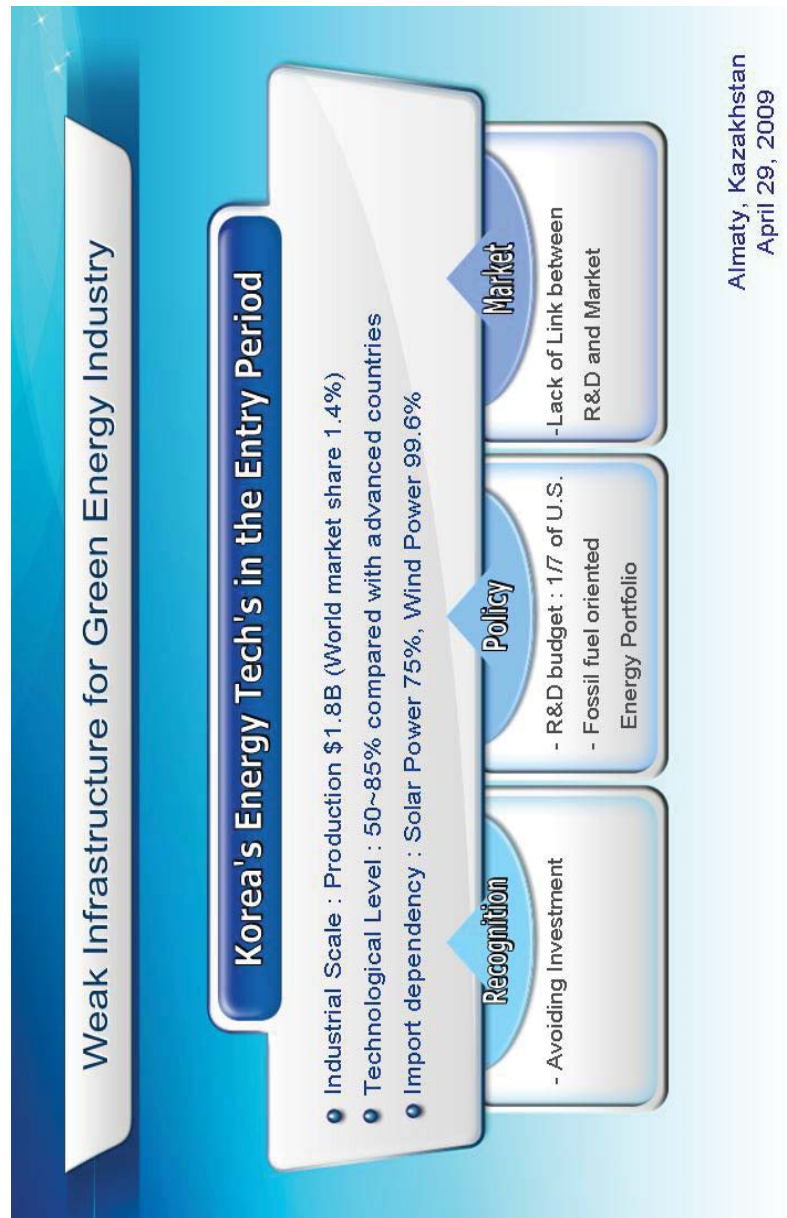 Weak Infrastructure for Green Energy Industry
Korea's Energy Tech's in the Entry Period
Industrial Scale : Production $1.8B (World market share 1.4%)
Technological Level : 50~85% compared with advanced countries
Import dependency : Solar Power 75%, Wind Power 99.6%
Recognition
- Avoiding Investment
Policy
- R&D budget : 1/7 of U.S.
- Fossil fuel oriented
Energy Portfolio
Market
-Lack of Link between
R&D and Market
Almaty, Kazakhstan
April 29, 2009